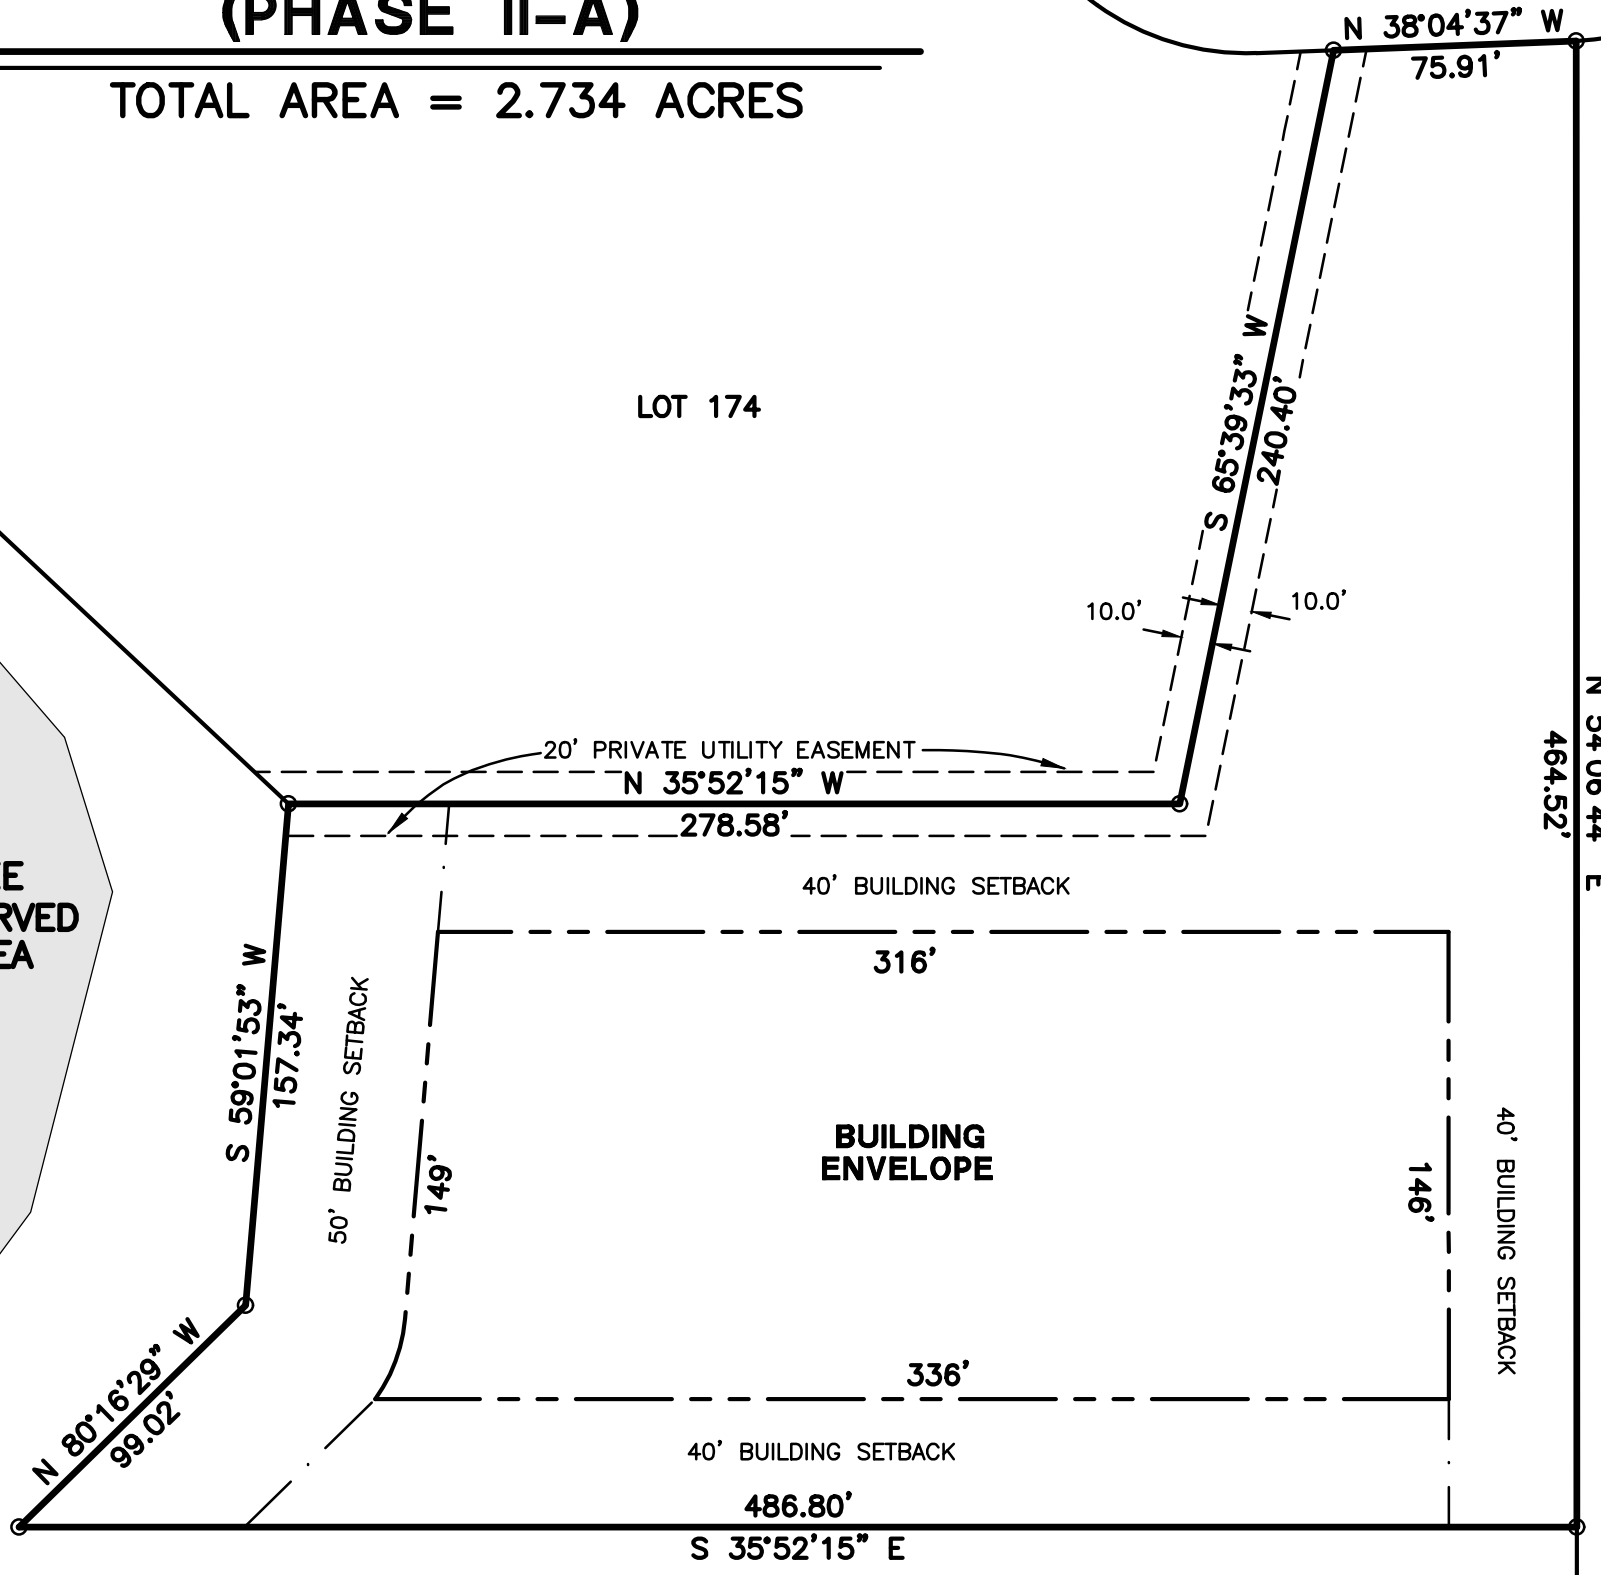 (PHASE II-A)
TOTAL AREA = 2.734 ACRES
N 38°04'37" W
75.91'
LOT 174
S 65°39'33" W
240.40'
10.0'
10.0'
20' PRIVATE UTILITY EASEMENT
N 35°52'15" W
278.58'
N 54°06'44" E
464.52'
40' BUILDING SETBACK
316'
S 59°01'53" W
157.34'
50' BUILDING SETBACK
149'
BUILDING
ENVELOPE
146'
40' BUILDING SETBACK
336'
40' BUILDING SETBACK
N 80°16'29" W
99.02'
486.80'
S 35°52'15" E